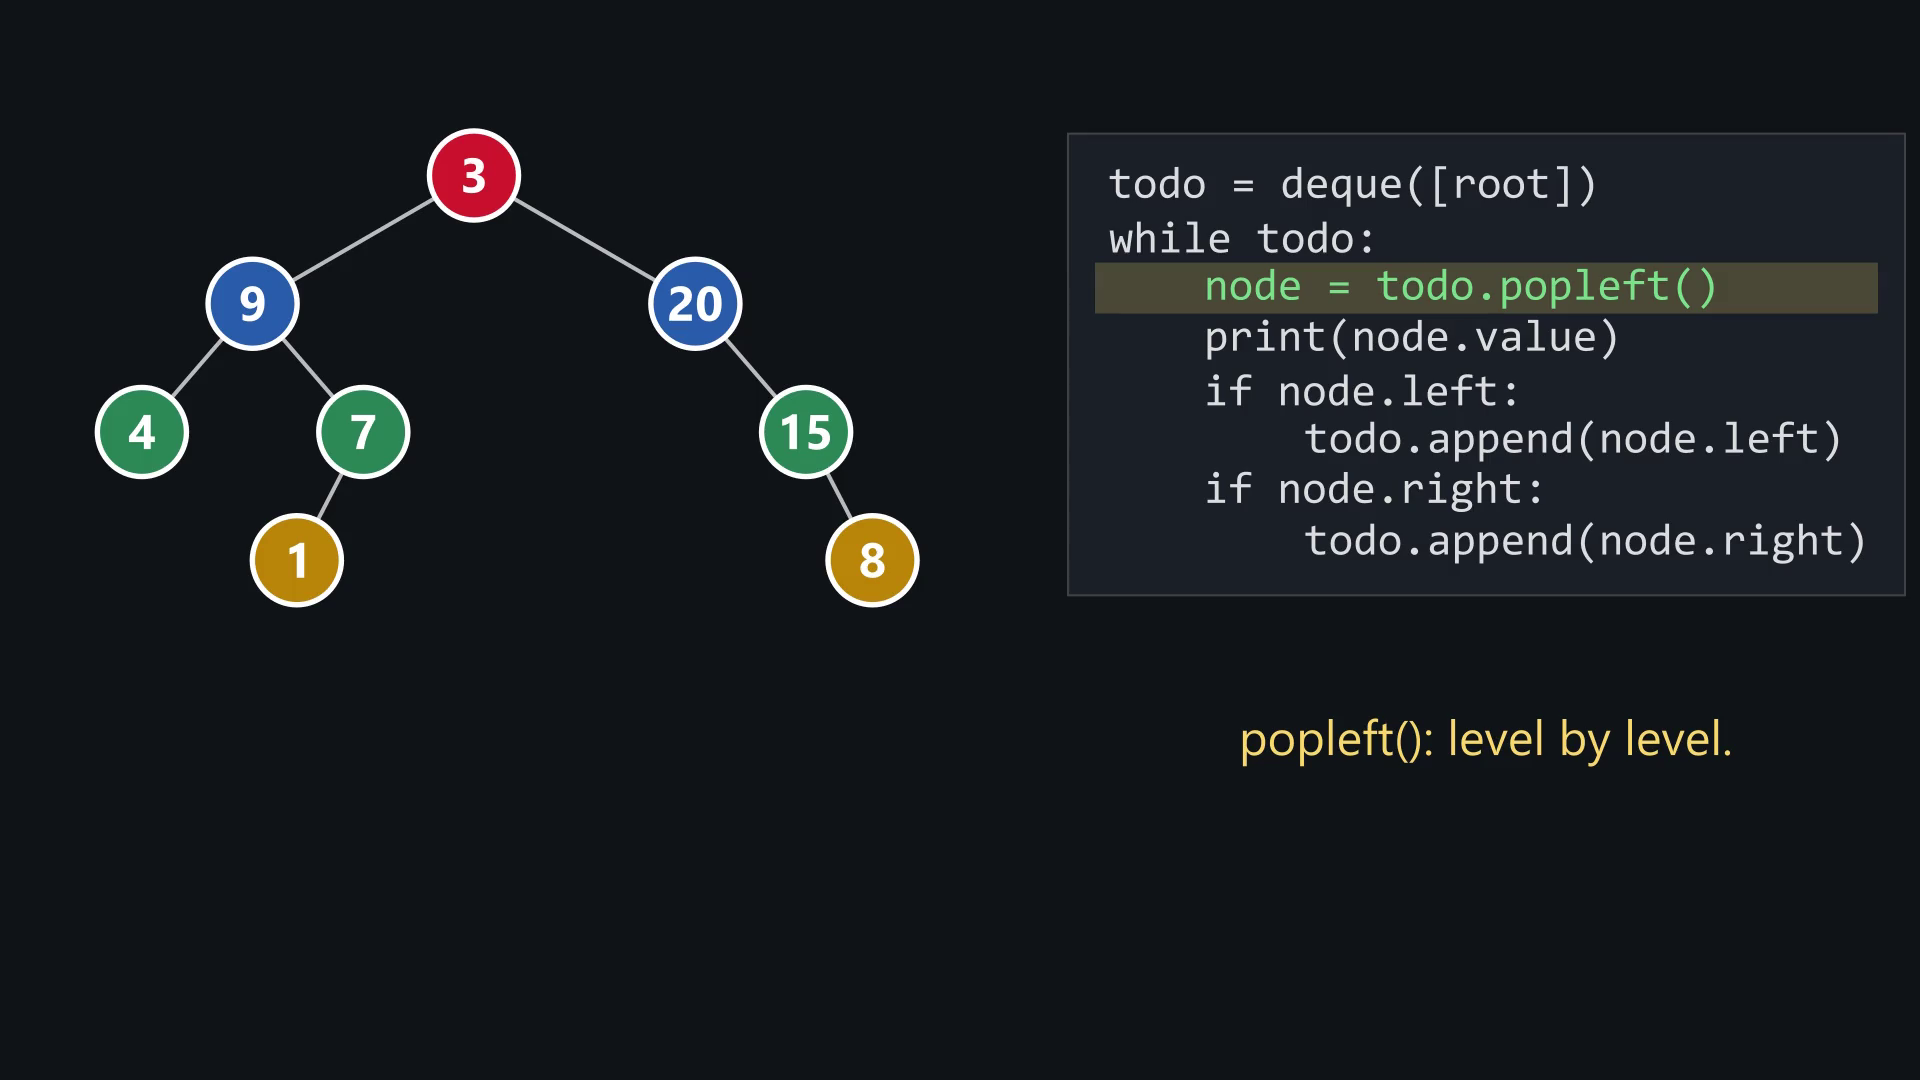 3
9
20
4
7
15
1
8
todo = deque([root])
while todo:
    node = todo.popleft()
    print(node.value)
    if node.left:
        todo.append(node.left)
    if node.right:
        todo.append(node.right)
popleft(): level by level.